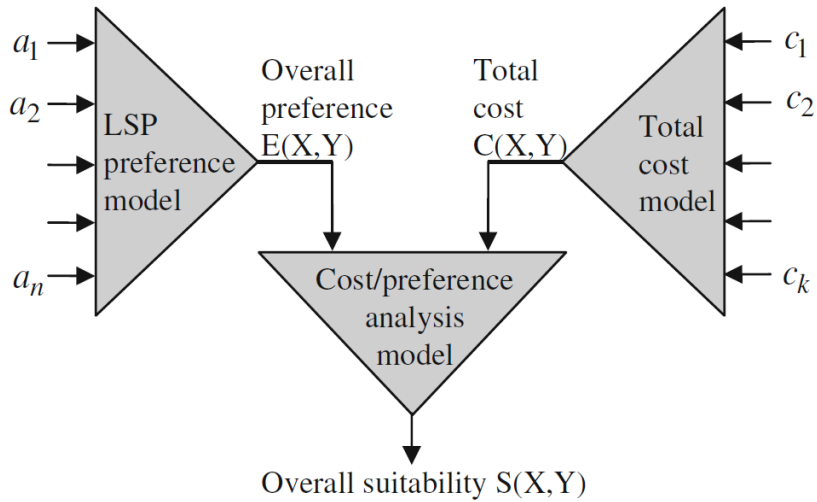 a1
a2
an
LSP
preference
model
Overall
preference
E(X,Y)
Total
cost
C(X,Y)
Total
cost
model
c1
c2
ck
Cost/preference
analysis
model
Overall suitability S(X,Y)